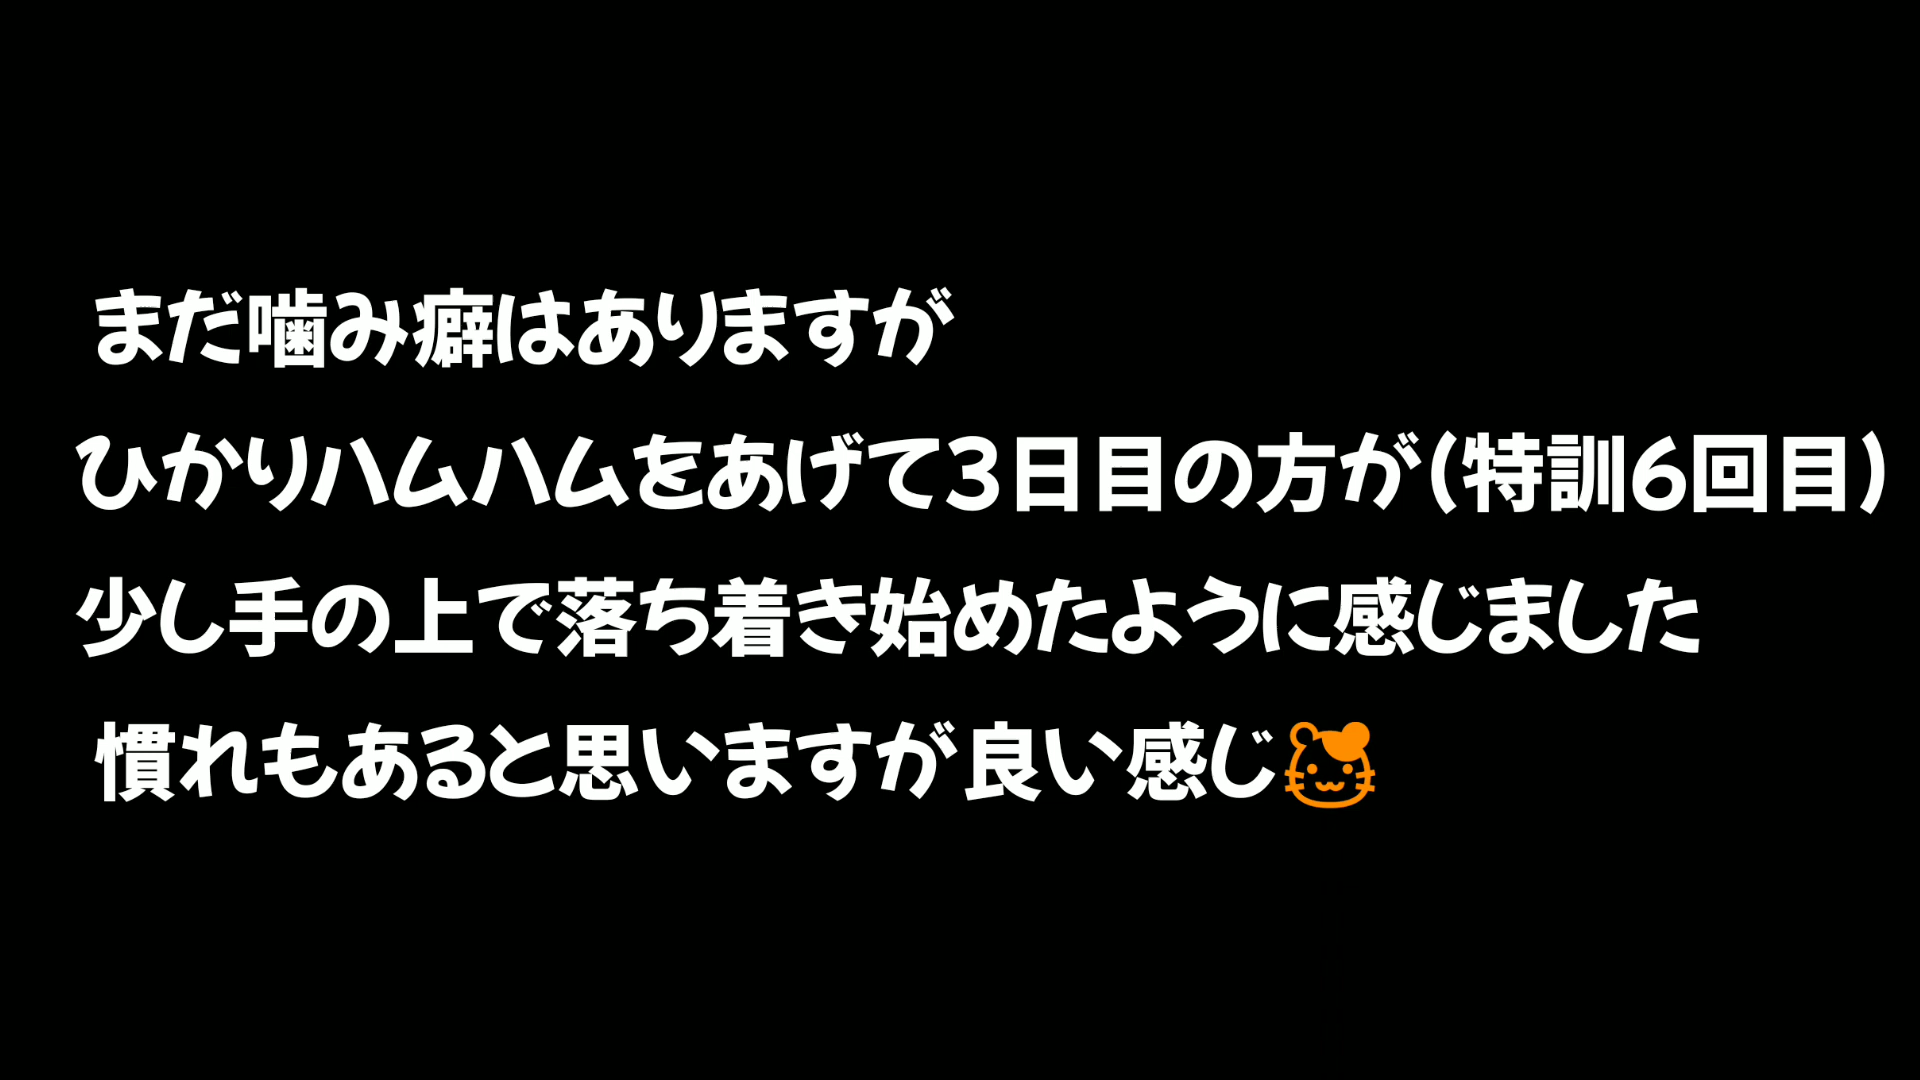 まだ噛み癖はありますが
ひかりハムハムをあげて3日目の方が(特訓6回目)
少し手の上で落ち着き始めたように感じました
慣れもあると思いますが良い感じ🐹